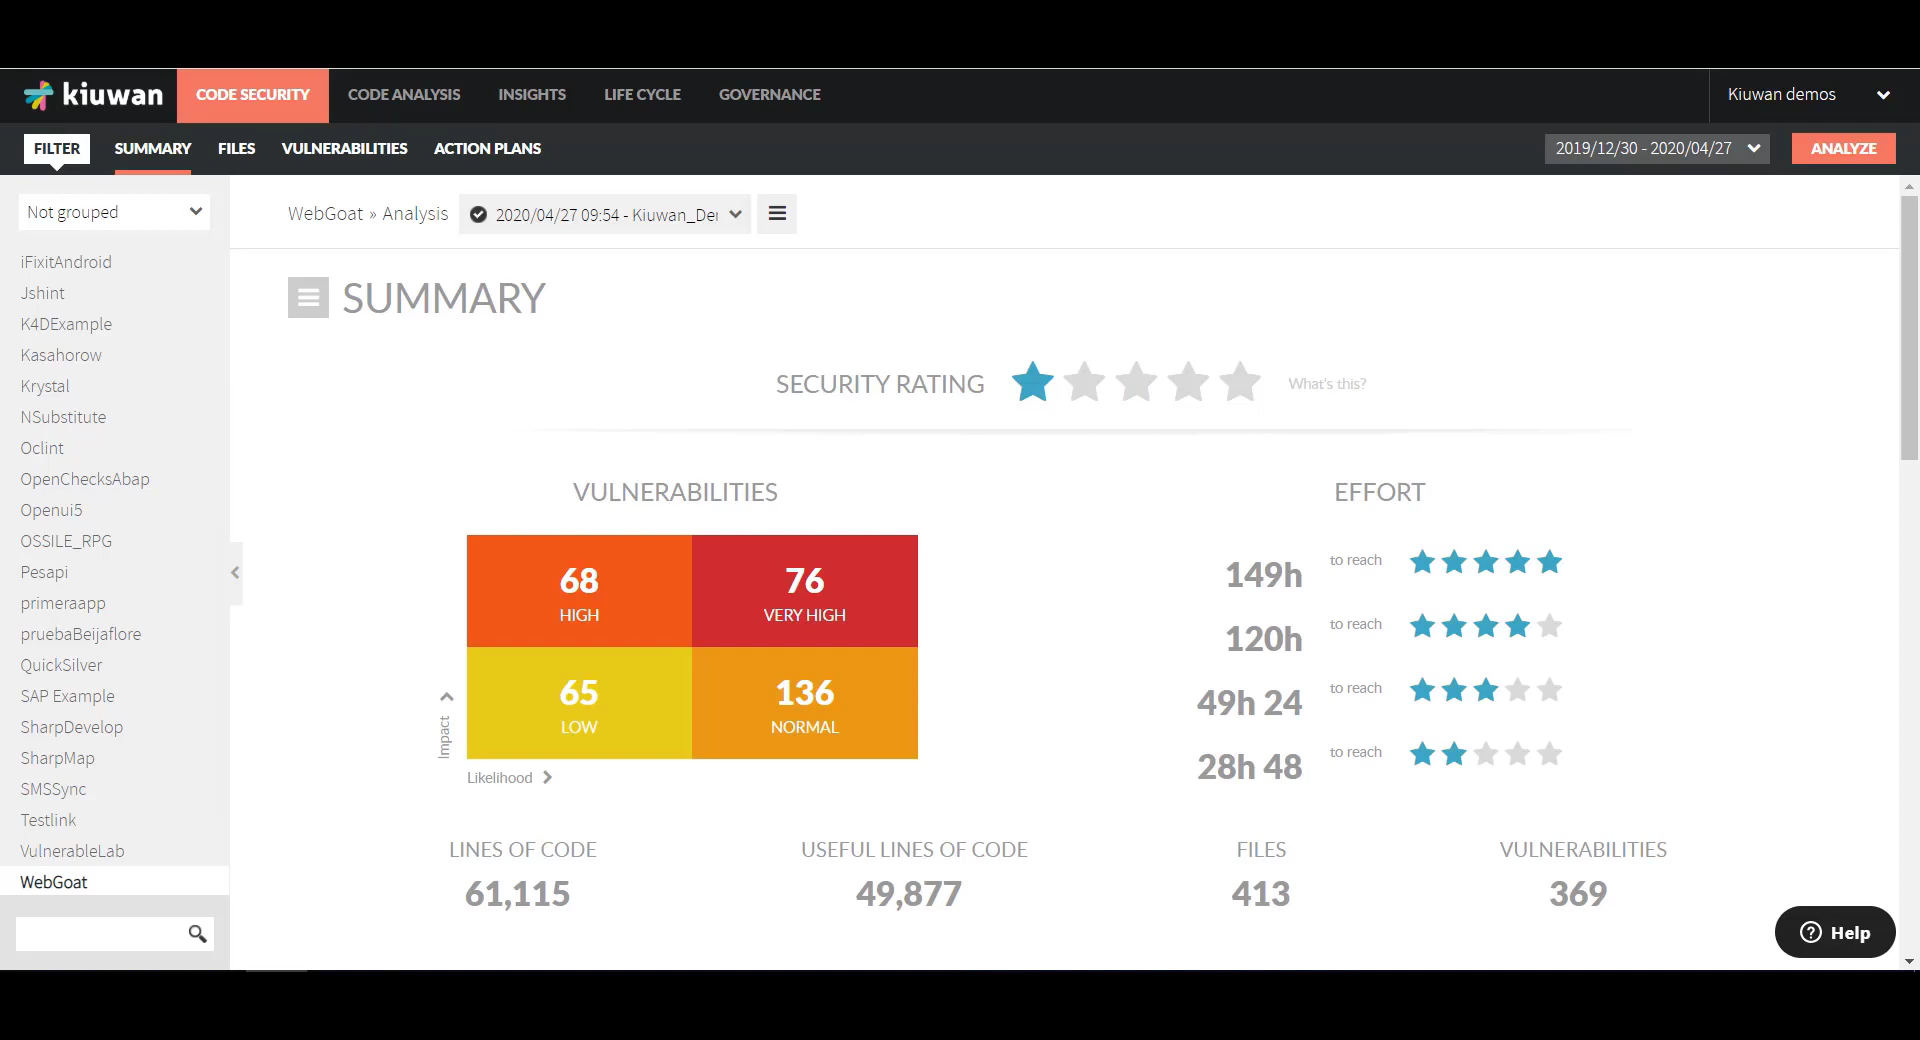 kiuwan
CODE SECURITY
CODE ANALYSIS
INSIGHTS
LIFE CYCLE
GOVERNANCE
Kiuwan demos
FILTER
SUMMARY
FILES
VULNERABILITIES
ACTION PLANS
2019/12/30 - 2020/04/27
ANALYZE
Not grouped
iFixitAndroid
Jshint
K4DExample
Kasahorow
Krystal
NSubstitute
Oclint
OpenChecksAbap
Openui5
OSSILE_RPG
Pesapi
primeraapp
pruebaBeijaflore
QuickSilver
SAP Example
SharpDevelop
SharpMap
SMSSync
Testlink
VulnerableLab
WebGoat
WebGoat » Analysis
2020/04/27 09:54 - Kiuwan_Der
SUMMARY
SECURITY RATING
What's this?
VULNERABILITIES
68
HIGH
76
VERY HIGH
65
LOW
136
NORMAL
Impact
Likelihood
EFFORT
149h to reach
120h to reach
49h 24 to reach
28h 48 to reach
LINES OF CODE
61,115
USEFUL LINES OF CODE
49,877
FILES
413
VULNERABILITIES
369
Help